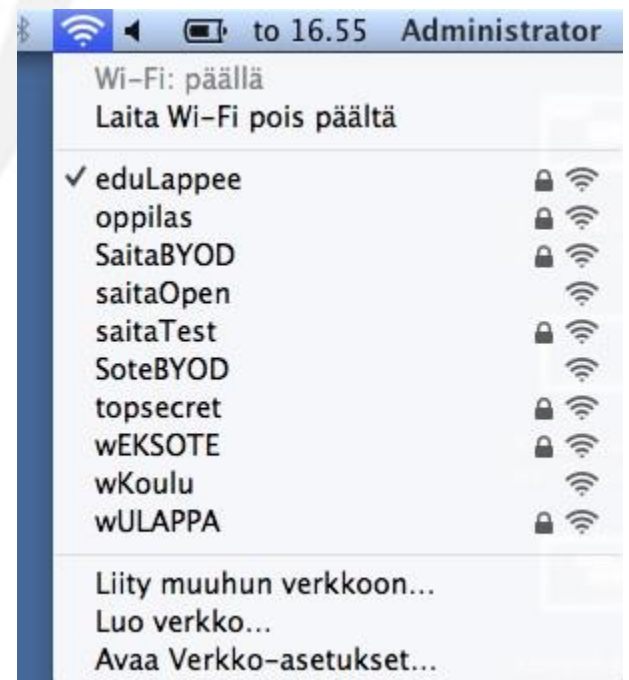 to 16.55 Administrator
Wi-Fi: päällä
Laita Wi-Fi pois päältä
eduLappee
oppilas
SaitaBYOD
saitaOpen
saitaTest
SoteBYOD
topsecret
wEKSOTE
wKoulu
wULAPPA
Liity muuhun verkkoon...
Luo verkko...
Avaa Verkko-asetukset...